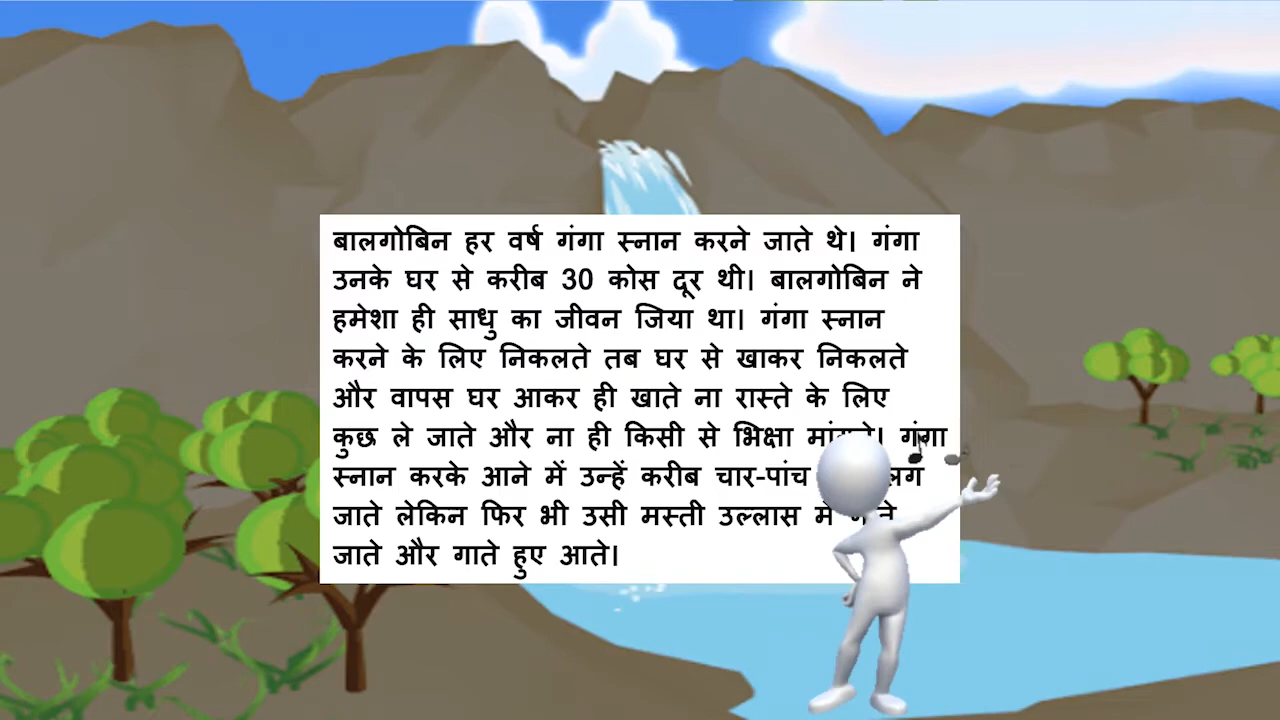 बालगोबिन हर वर्ष गंगा स्नान करने जाते थे। गंगा
उनके घर से करीब 30 कोस दूर थी। बालगोबिन ने
हमेशा ही साधु का जीवन जिया था। गंगा स्नान
करने के लिए निकलते तब घर से खाकर निकलते
और वापस घर आकर ही खाते ना रास्ते के लिए
कुछ ले जाते और ना ही किसी से भिक्षा गंगा
स्नान करके आने में उन्हें करीब चार-पांच लग
जाते लेकिन फिर भी उसी मस्ती उल्लास में
जाते और गाते हुए आते।